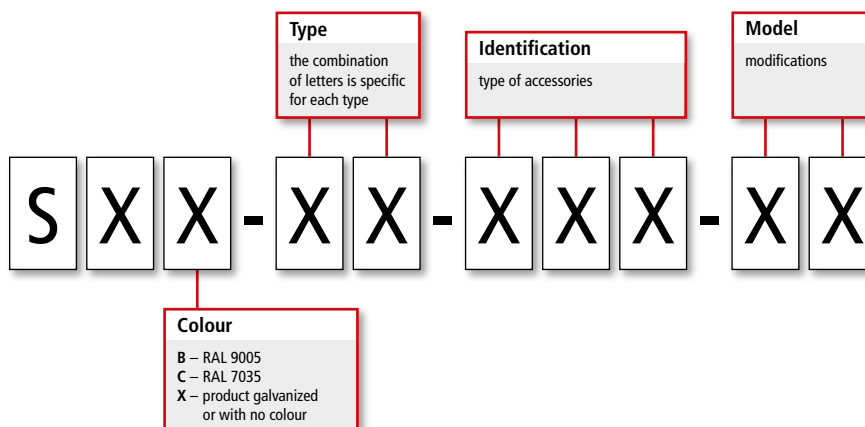 Type
the combination
of letters is specific
for each type
Identification
type of accessories
Model
modifications
S X X - X X - X X X - X X
Colour
B – RAL 9005
C – RAL 7035
X – product galvanized
or with no colour